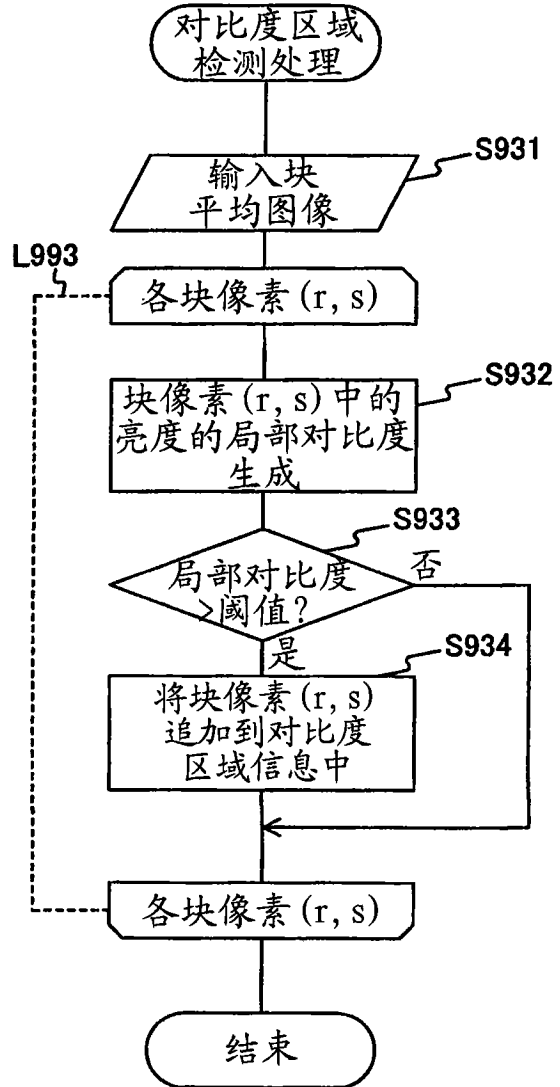 对比度区域
检测处理
S931
输入块
平均图像
L993
各块像素(r,s)
S932
块像素(r,s)中的
亮度的局部对比度
生成
S933
局部对比度
>阈值?
否
是
S934
将块像素(r,s)
追加到对比度
区域信息中
各块像素(r,s)
结束